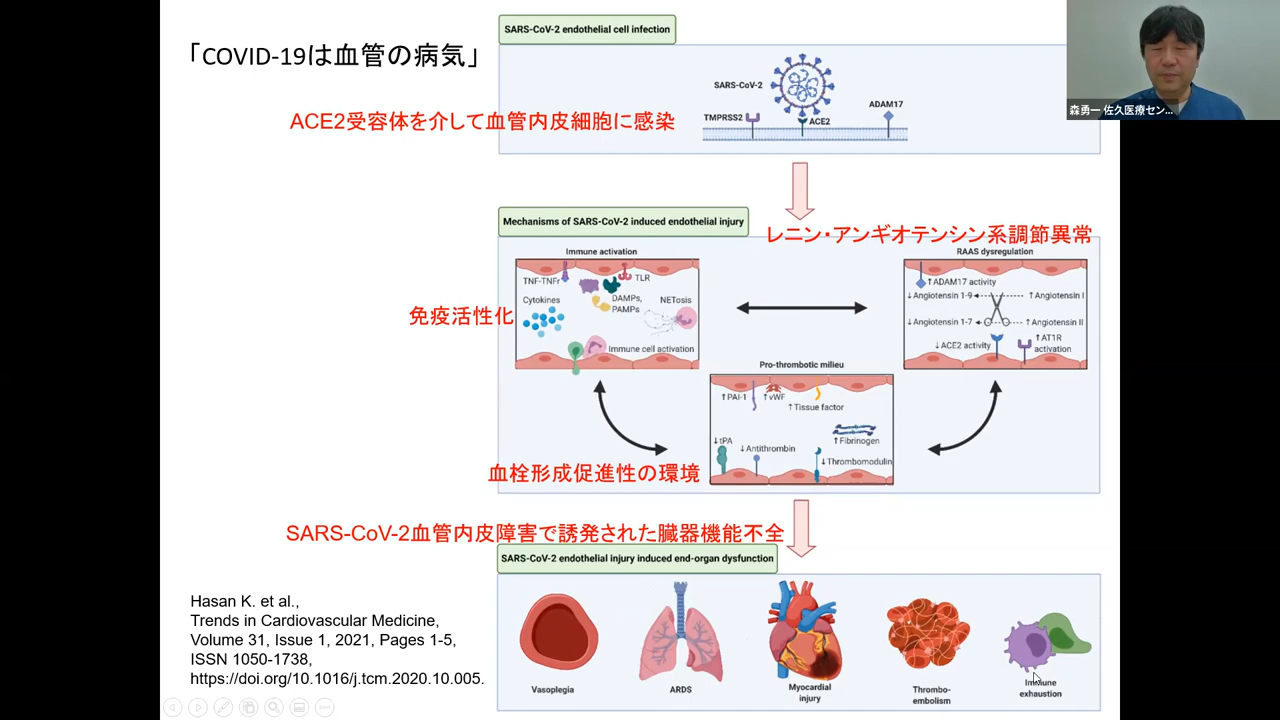 SARS-CoV-2 endothelial cell infection
「COVID-19は血管の病気」
SARS-CoV-2
ADAM17
TMPRSS2
ACE2
ACE2受容体を介して血管内皮細胞に感染
森勇一 佐久医療セン...
Mechanisms of SARS-CoV-2 induced endothelial injury
レニン・アンギオテンシン系調節異常
Immune activation
TNF-TNFr
TLR
Cytokines
DAMPs,
PAMPs
NETosis
Immune cell activation
免疫活性化
RAAS dysregulation
↑ADAM17 activity
↓Angiotensin 1-9
↑Angiotensin I
↓Angiotensin 1-7
↑Angiotensin II
↓ACE2 activity
↑AT1R
activation
Pro-thrombotic milieu
↑PAI-1
↑vWF
↑Tissue factor
↑Fibrinogen
↓tPA
↓Antithrombin
↓Thrombomodulin
血栓形成促進性の環境
SARS-CoV-2血管内皮障害で誘発された臓器機能不全
SARS-CoV-2 endothelial injury induced end-organ dysfunction
Vasoplegia
ARDS
Myocardial
injury
Thrombo-
embolism
Immune
exhaustion
Hasan K. et al.,
Trends in Cardiovascular Medicine,
Volume 31, Issue 1, 2021, Pages 1-5,
ISSN 1050-1738,
https://doi.org/10.1016/j.tcm.2020.10.005.